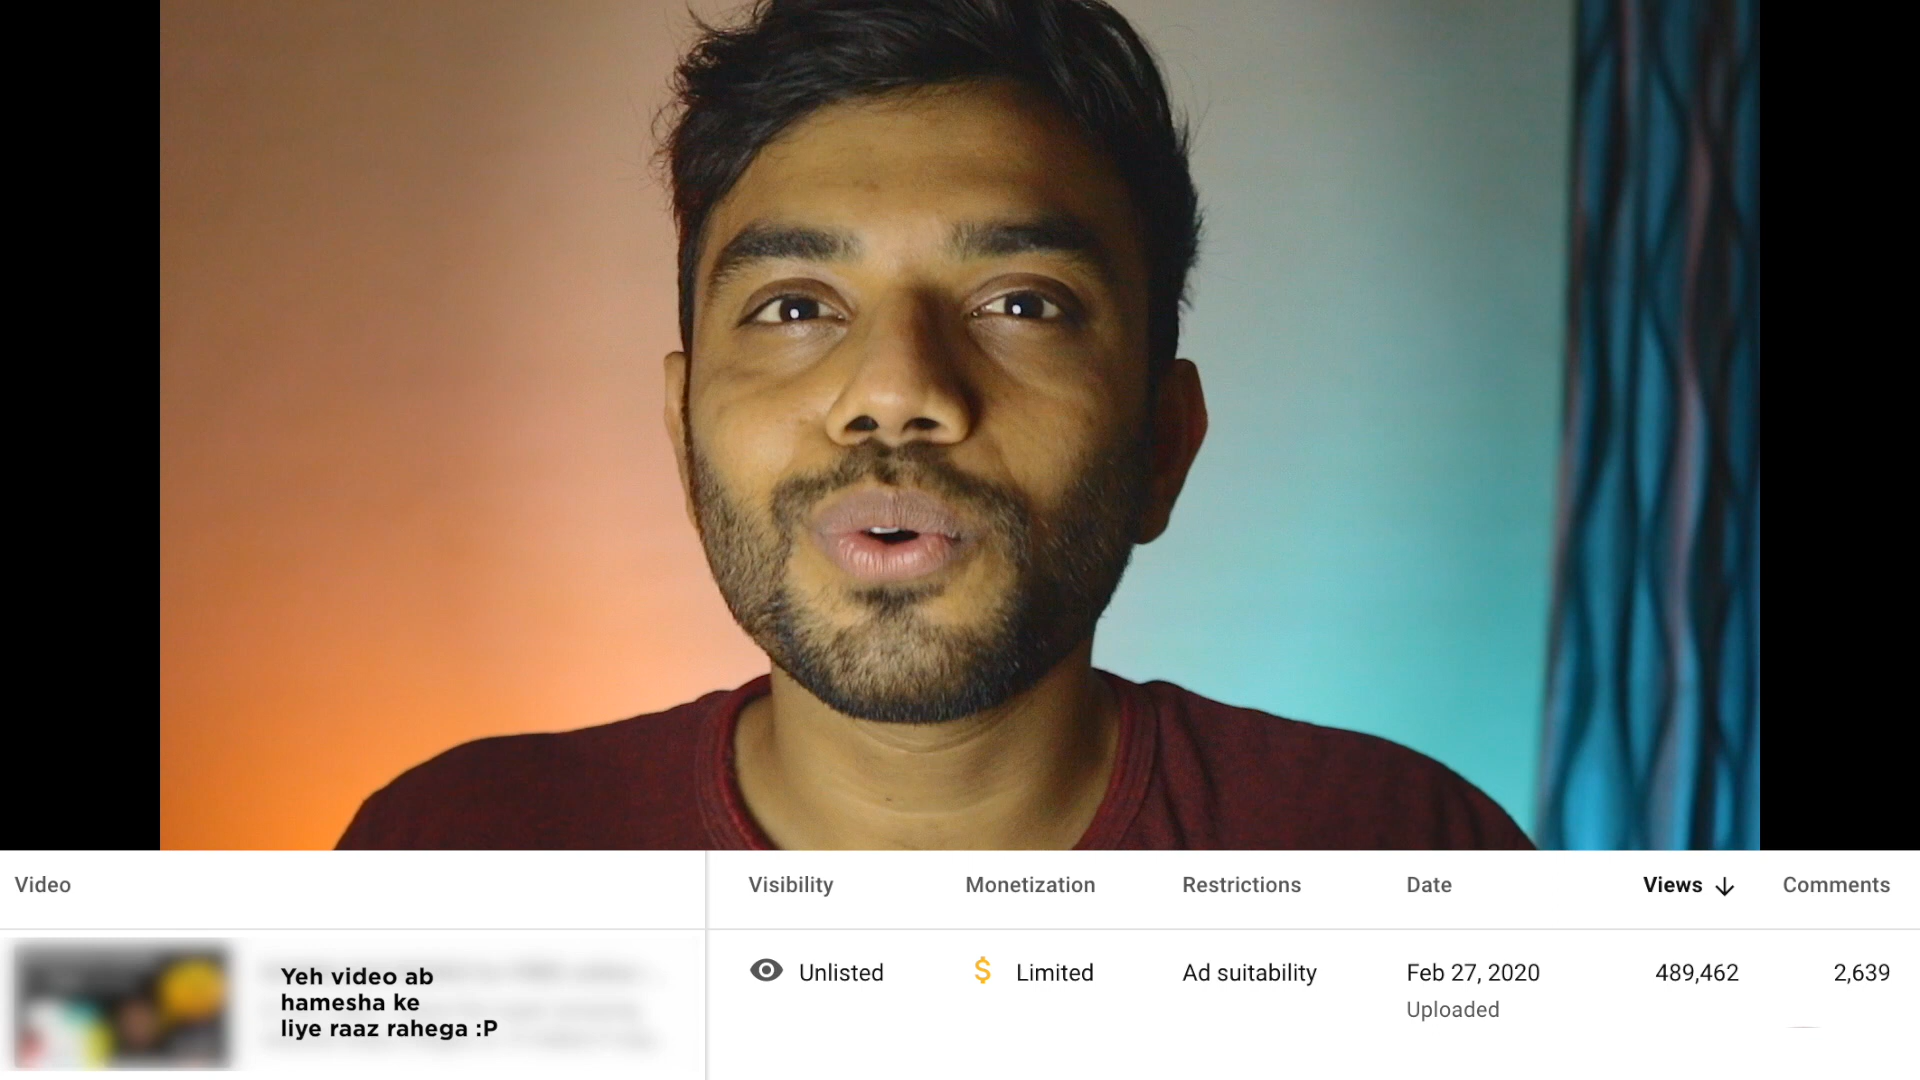 Video
Visibility
Monetization
Restrictions
Date
Views
Comments
Yeh video ab
hamesha ke
liye raaz rahega :P
Unlisted
$ Limited
Ad suitability
Feb 27, 2020
Uploaded
489,462
2,639